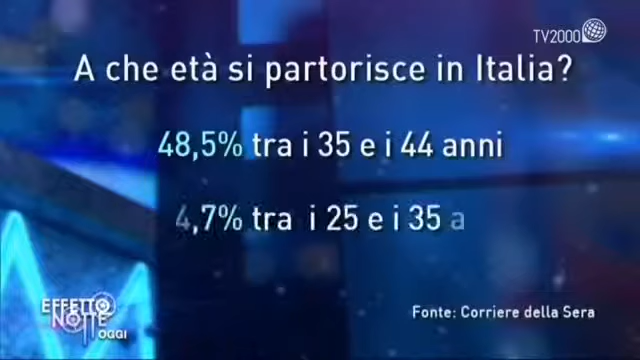 TV2000
A che età si partorisce in Italia?
48,5% tra i 35 e i 44 anni
4,7% tra i 25 e i 35 a
Fonte: Corriere della Sera
EFFETTO
NOTTE
OGGI